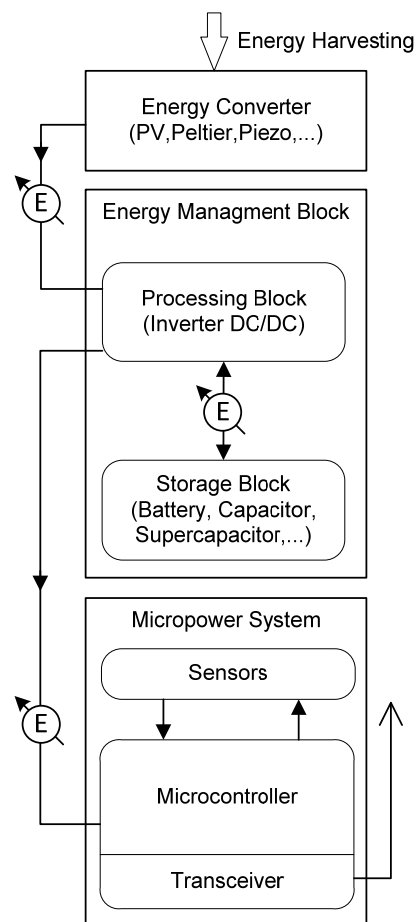 Energy Harvesting
Energy Converter
(PV,Peltier,Piezo,...)
E
Energy Managment Block
Processing Block
(Inverter DC/DC)
E
Storage Block
(Battery, Capacitor,
Supercapacitor,...)
Micropower System
Sensors
E
Microcontroller
Transceiver